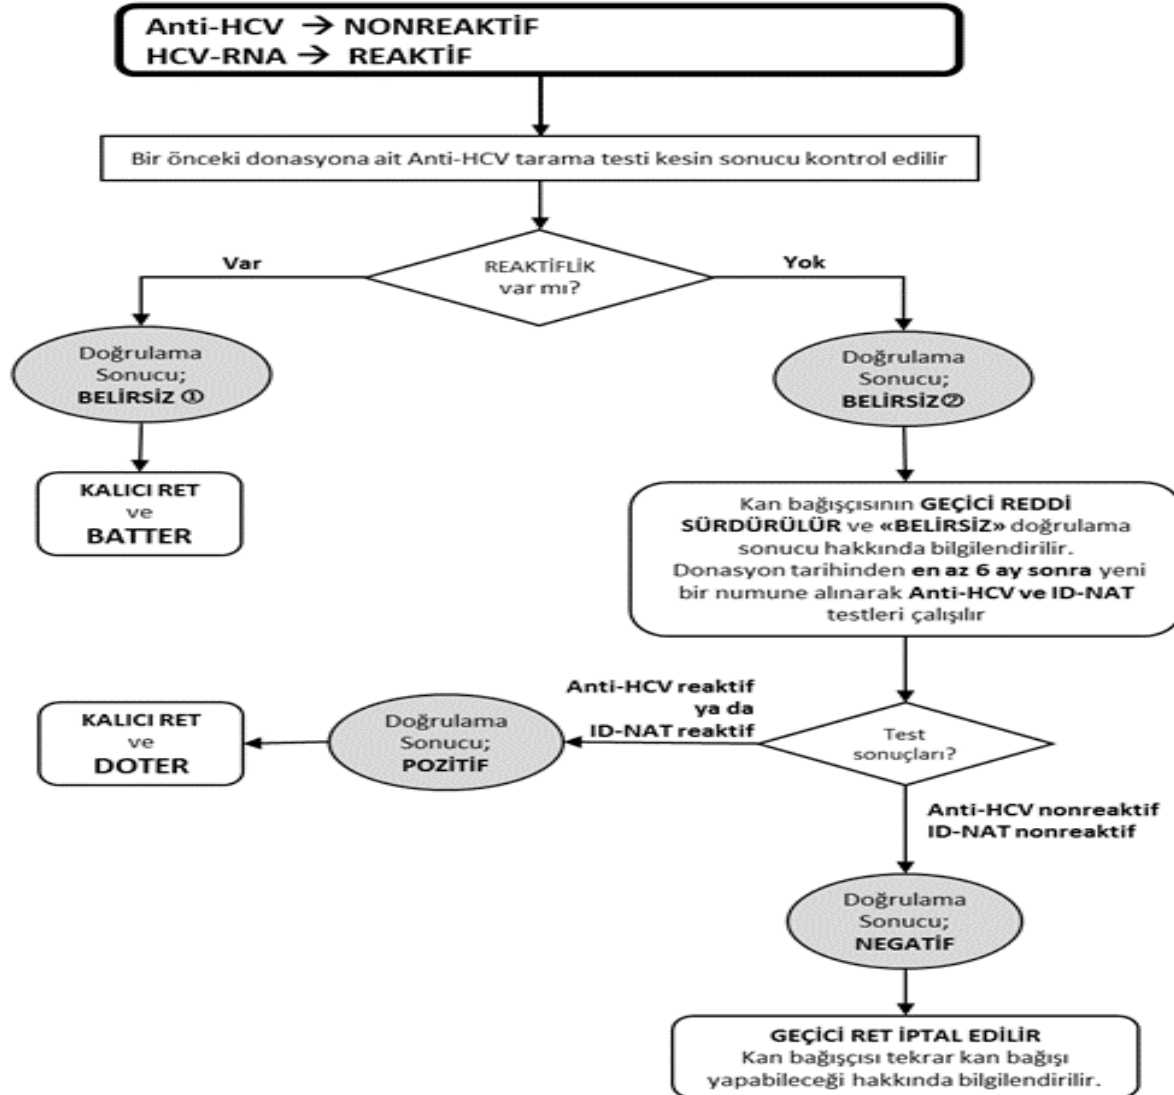 Anti-HCV → NONREAKTİF
HCV-RNA → REAKTİF
Bir önceki donasyona ait Anti-HCV tarama testi kesin sonucu kontrol edilir
REAKTİFLİK
var mı?
Var
Yok
Doğrulama
Sonucu;
BELİRSİZ ①
Doğrulama
Sonucu;
BELİRSİZ②
KALICI RET
ve
BATTER
Kan bağışçısının GEÇİCİ REDDİ
SÜRDÜRÜLÜR ve «BELİRSİZ» doğrulama
sonucu hakkında bilgilendirilir.
Donasyon tarihinden en az 6 ay sonra yeni
bir numune alınarak Anti-HCV ve ID-NAT
testleri çalışılır
Anti-HCV reaktif
ya da
ID-NAT reaktif
Test
sonuçları?
Doğrulama
Sonucu;
POZİTİF
KALICI RET
ve
DOTER
Anti-HCV nonreaktif
ID-NAT nonreaktif
Doğrulama
Sonucu;
NEGATİF
GEÇİCİ RET İPTAL EDİLİR
Kan bağışçısı tekrar kan bağışı
yapabileceği hakkında bilgilendirilir.